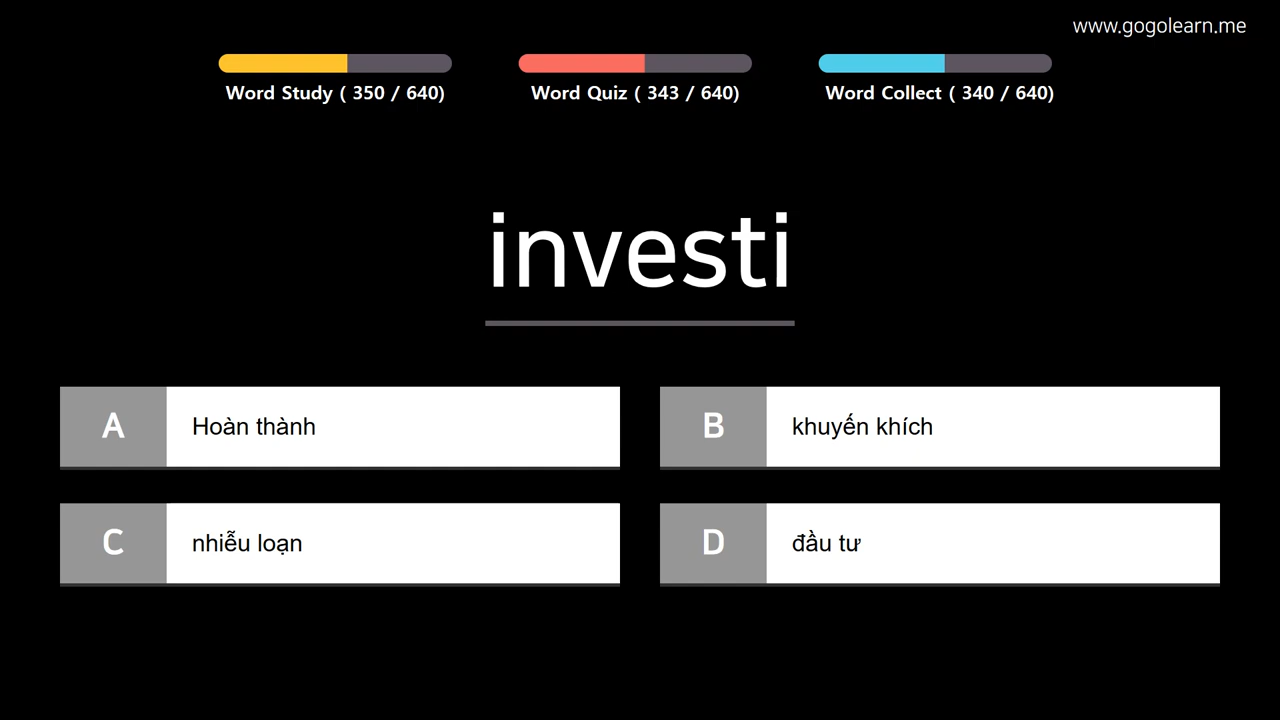 www.gogolearn.me
Word Study ( 350 / 640)
Word Quiz ( 343 / 640)
Word Collect ( 340 / 640)
investi
A Hoàn thành
B khuyến khích
C nhiễu loạn
D đầu tư